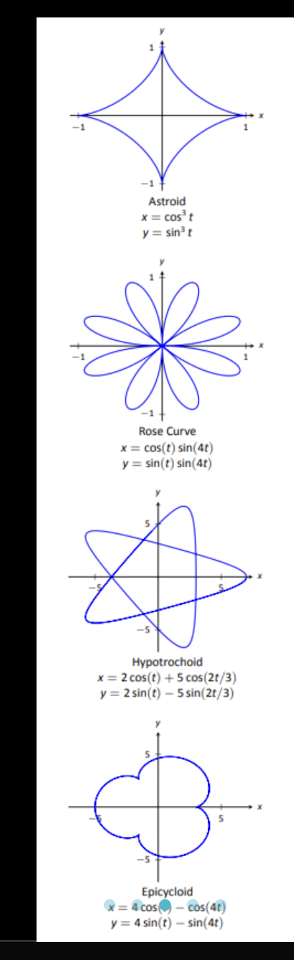 y
1
x
−1
1
−1
Astroid
x = cos³ t
y = sin³ t
y
1
x
−1
1
−1
Rose Curve
x = cos(t) sin(4t)
y = sin(t) sin(4t)
y
5
x
−5
5
−5
Hypotrochoid
x = 2 cos(t) + 5 cos(2t/3)
y = 2 sin(t) − 5 sin(2t/3)
y
5
x
−5
5
−5
Epicycloid
x = 4 cos( ) − cos(4t)
y = 4 sin(t) − sin(4t)